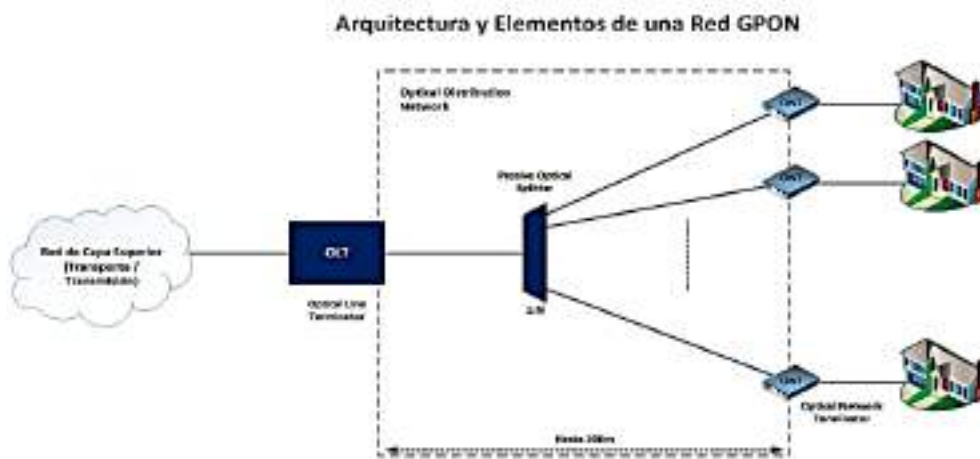 Arquitectura y Elementos de una Red GPON
Optical Distribution
Network
ONT
Passive Optical
Splitter
ONT
Red de Capa Superior
(Transporte /
Transmisión)
OLT
Optical Line
Terminator
1:N
ONT
Optical Network
Terminator
Hasta 20Km